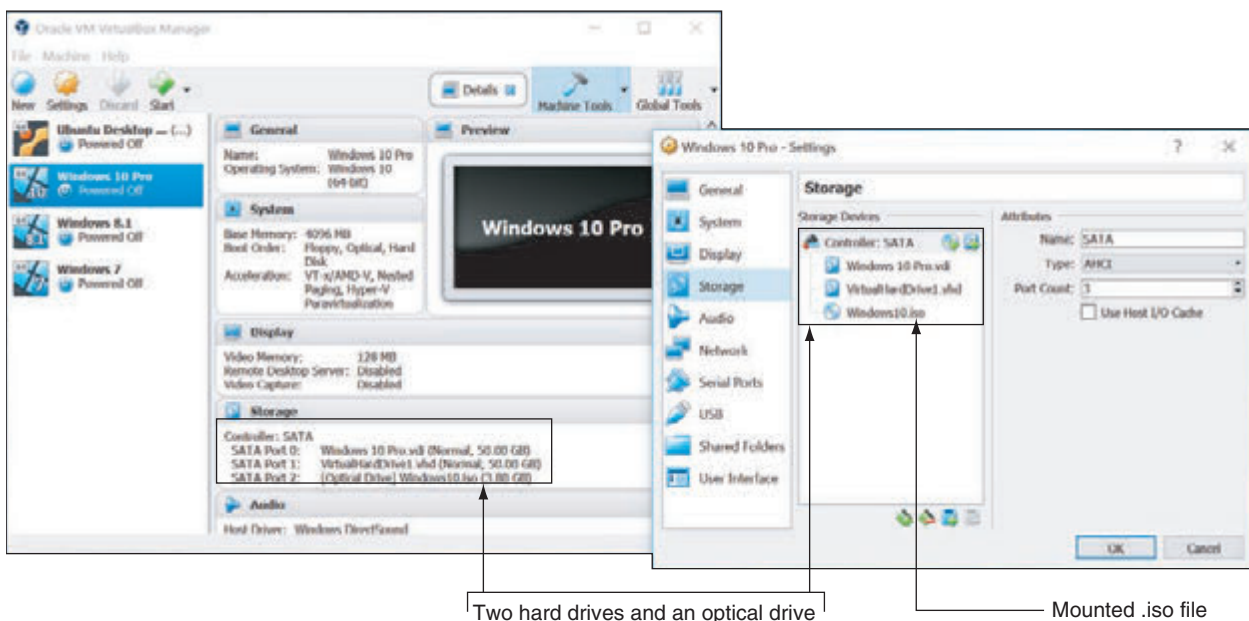 Oracle VM VirtualBox Manager
File Machine Help
New Settings Discard Start
Details
Machine Tools
Global Tools
Ubuntu Desktop ... (...)
Powered Off
Windows 10 Pro
Powered Off
Windows 8.1
Powered Off
Windows 7
Powered Off
General
Name: Windows 10 Pro
Operating System: Windows 10
(64-bit)
System
Base Memory: 4096 MB
Boot Order: Floppy, Optical, Hard
Disk
Acceleration: VT-x/AMD-V, Nested
Paging, Hyper-V
Paravirtualization
Preview
Windows 10 Pro
Display
Video Memory: 128 MB
Remote Desktop Server: Disabled
Video Capture: Disabled
Storage
Controller: SATA
SATA Port 0: Windows 10 Pro.vdi (Normal, 50.00 GB)
SATA Port 1: VirtualHardDrive1.vhd (Normal, 50.00 GB)
SATA Port 2: [Optical Drive] Windows10.iso (3.80 GB)
Audio
Host Driver: Windows DirectSound
Windows 10 Pro - Settings
?
General
System
Display
Storage
Audio
Network
Serial Ports
USB
Shared Folders
User Interface
Storage
Storage Devices
Controller: SATA
Windows 10 Pro.vdi
VirtualHardDrive1.vhd
Windows10.iso
Attributes
Name: SATA
Type: AHCI
Port Count: 3
Use Host I/O Cache
OK
Cancel
Two hard drives and an optical drive
Mounted .iso file